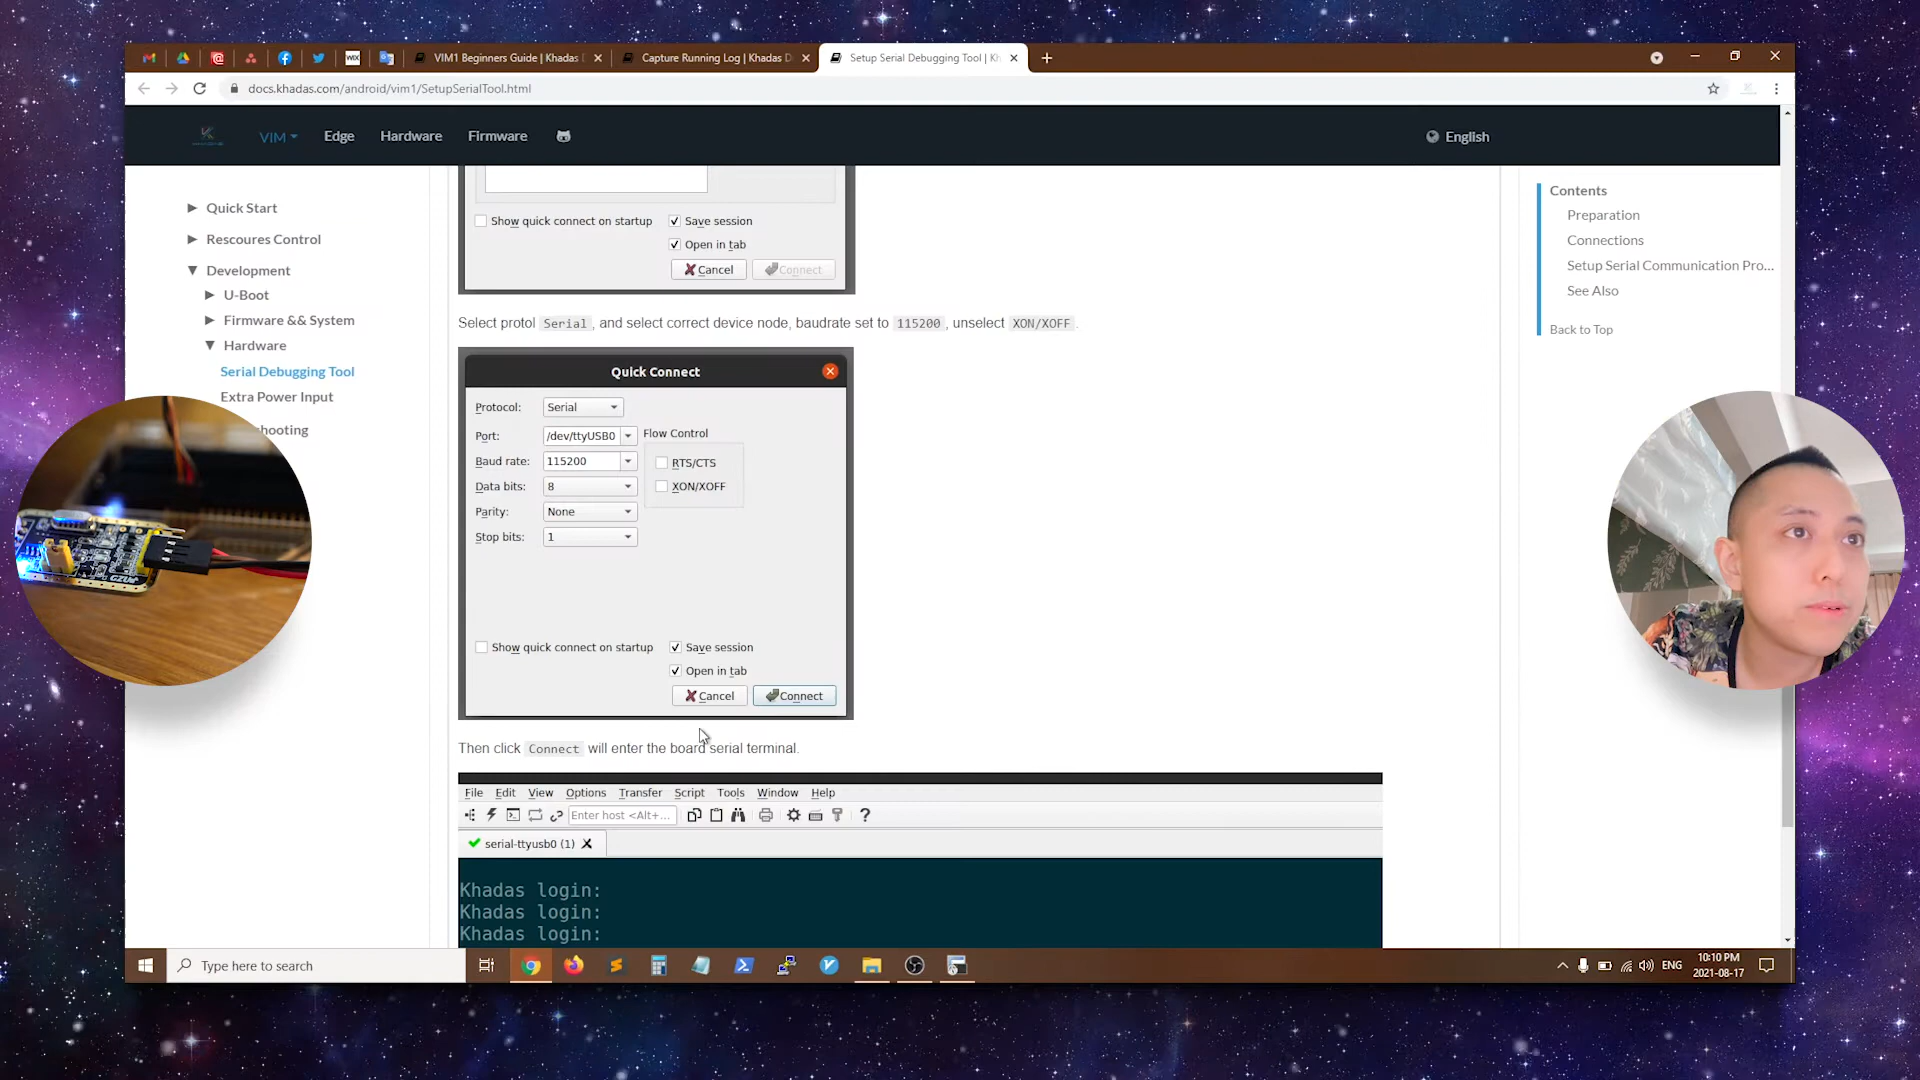 VIM1 Beginners Guide | Khadas D
Capture Running Log | Khadas D
Setup Serial Debugging Tool | Kh
docs.khadas.com/android/vim1/SetupSerialTool.html
VIM
Edge
Hardware
Firmware
English
Quick Start
Rescoures Control
Development
U-Boot
Firmware && System
Hardware
Serial Debugging Tool
Extra Power Input
shooting
Show quick connect on startup
Save session
Open in tab
Cancel
Connect
Select protol Serial , and select correct device node, baudrate set to 115200 , unselect XON/XOFF .
Quick Connect
Protocol: Serial
Port: /dev/ttyUSB0
Flow Control
Baud rate: 115200
RTS/CTS
Data bits: 8
XON/XOFF
Parity: None
Stop bits: 1
Show quick connect on startup
Save session
Open in tab
Cancel
Connect
Then click Connect will enter the board serial terminal.
File Edit View Options Transfer Script Tools Window Help
Enter host <Alt+...
serial-ttyusb0 (1)
Khadas login:
Khadas login:
Khadas login:
Contents
Preparation
Connections
Setup Serial Communication Pro...
See Also
Back to Top
Type here to search
ENG
10:10 PM
2021-08-17